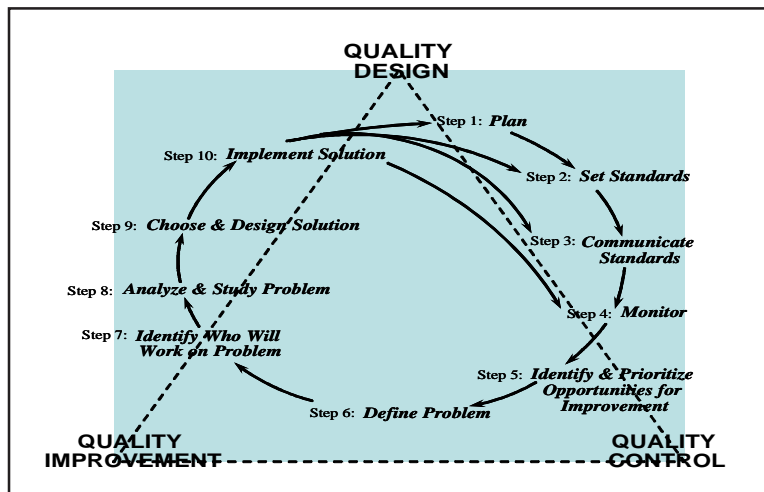 QUALITY
DESIGN
Step 1: Plan
Step 2: Set Standards
Step 3: Communicate
Standards
Step 4: Monitor
Step 5: Identify & Prioritize
Opportunities for
Improvement
Step 6: Define Problem
Step 7: Identify Who Will
Work on Problem
Step 8: Analyze & Study Problem
Step 9: Choose & Design Solution
Step 10: Implement Solution
QUALITY
IMPROVEMENT
QUALITY
CONTROL